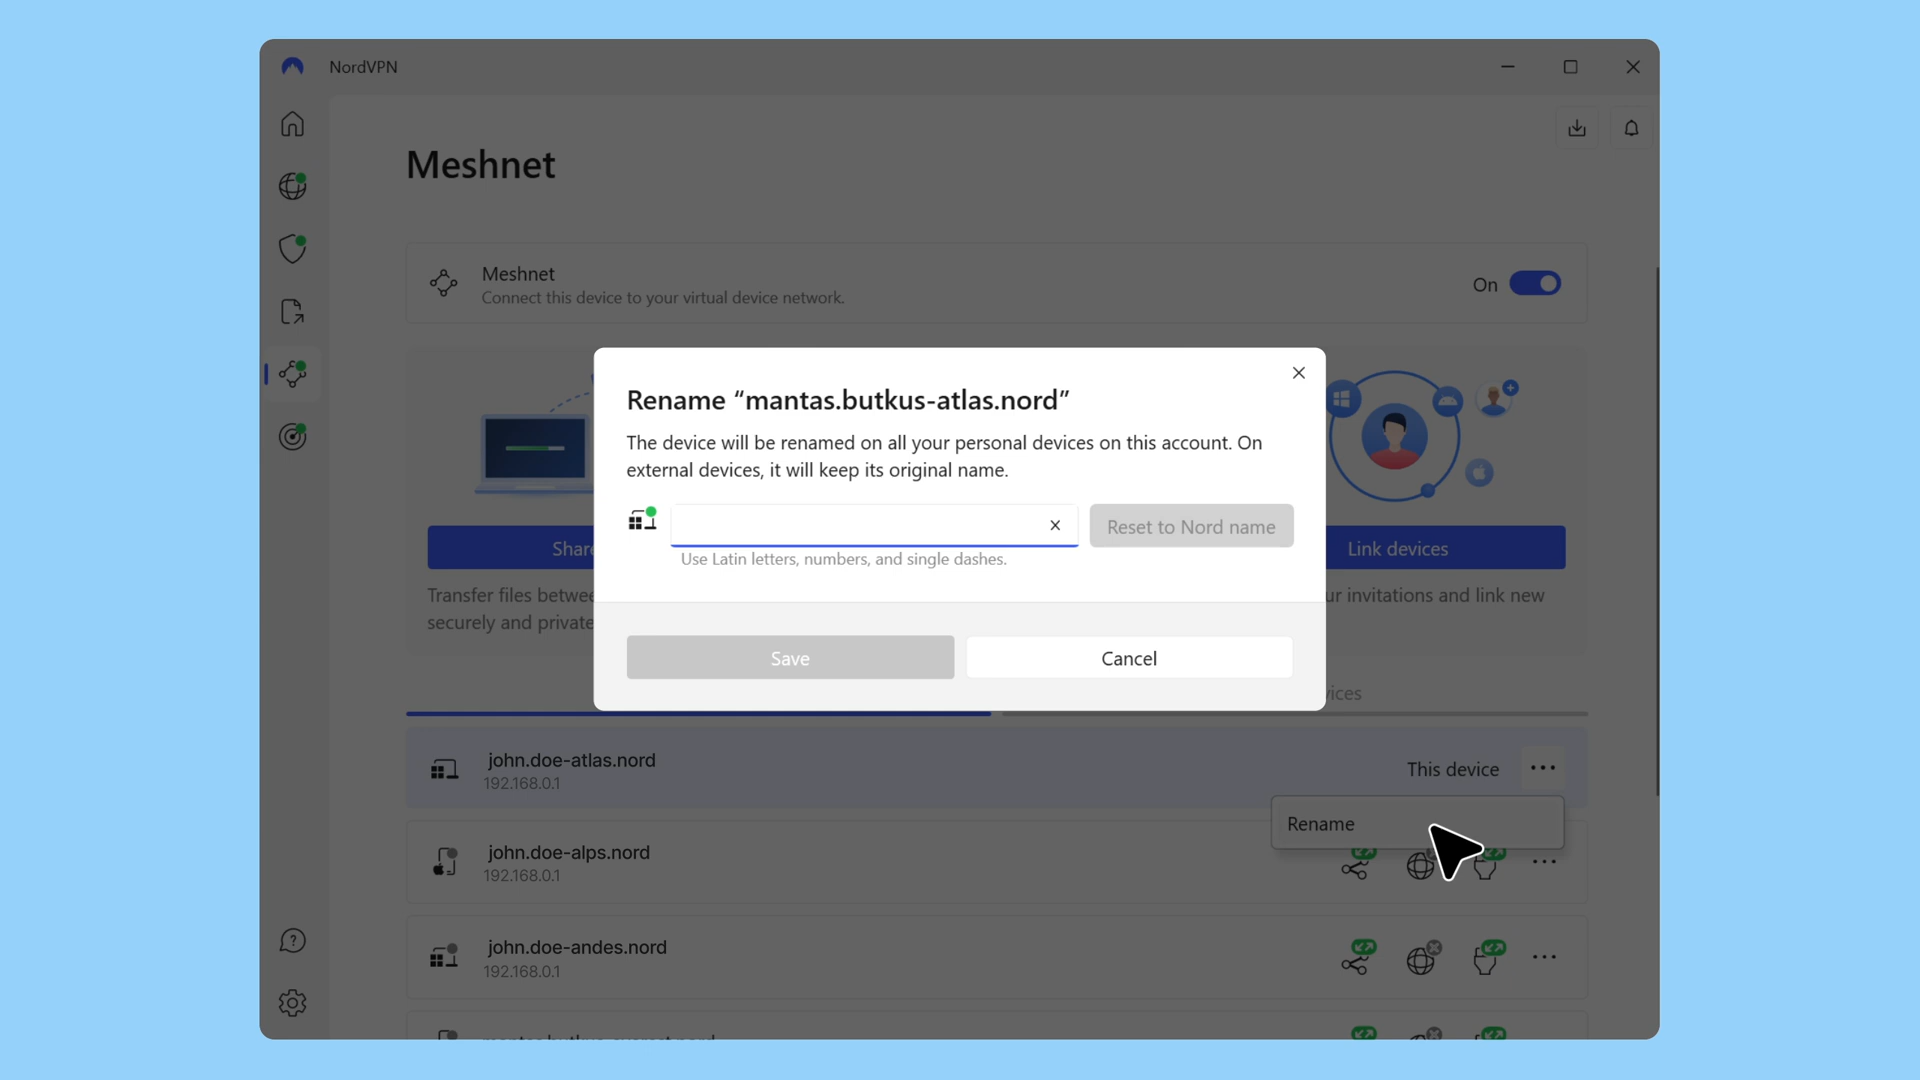 NordVPN
Meshnet
Meshnet
Connect this device to your virtual device network.
On
Rename “mantas.butkus-atlas.nord”
The device will be renamed on all your personal devices on this account. On
external devices, it will keep its original name.
Reset to Nord name
Use Latin letters, numbers, and single dashes.
Save
Cancel
Share
Link devices
Transfer files betwee
securely and private
ur invitations and link new
vices
john.doe-atlas.nord
192.168.0.1
This device
Rename
john.doe-alps.nord
192.168.0.1
john.doe-andes.nord
192.168.0.1